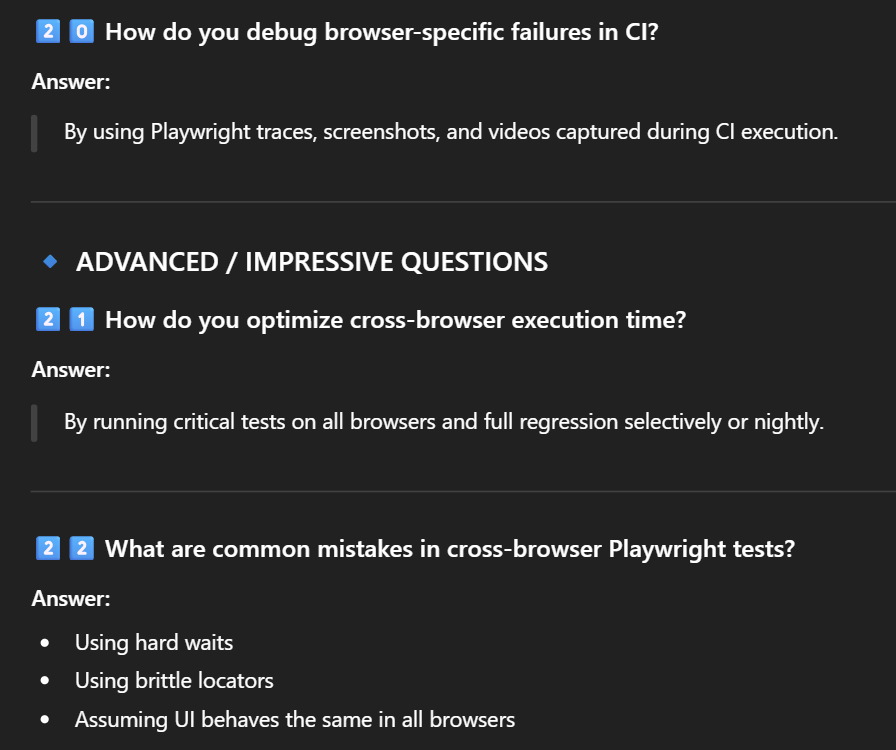 2️⃣ 0️⃣ How do you debug browser-specific failures in CI?
Answer:
By using Playwright traces, screenshots, and videos captured during CI execution.
🔹 ADVANCED / IMPRESSIVE QUESTIONS
2️⃣ 1️⃣ How do you optimize cross-browser execution time?
Answer:
By running critical tests on all browsers and full regression selectively or nightly.
2️⃣ 2️⃣ What are common mistakes in cross-browser Playwright tests?
Answer:
• Using hard waits
• Using brittle locators
• Assuming UI behaves the same in all browsers